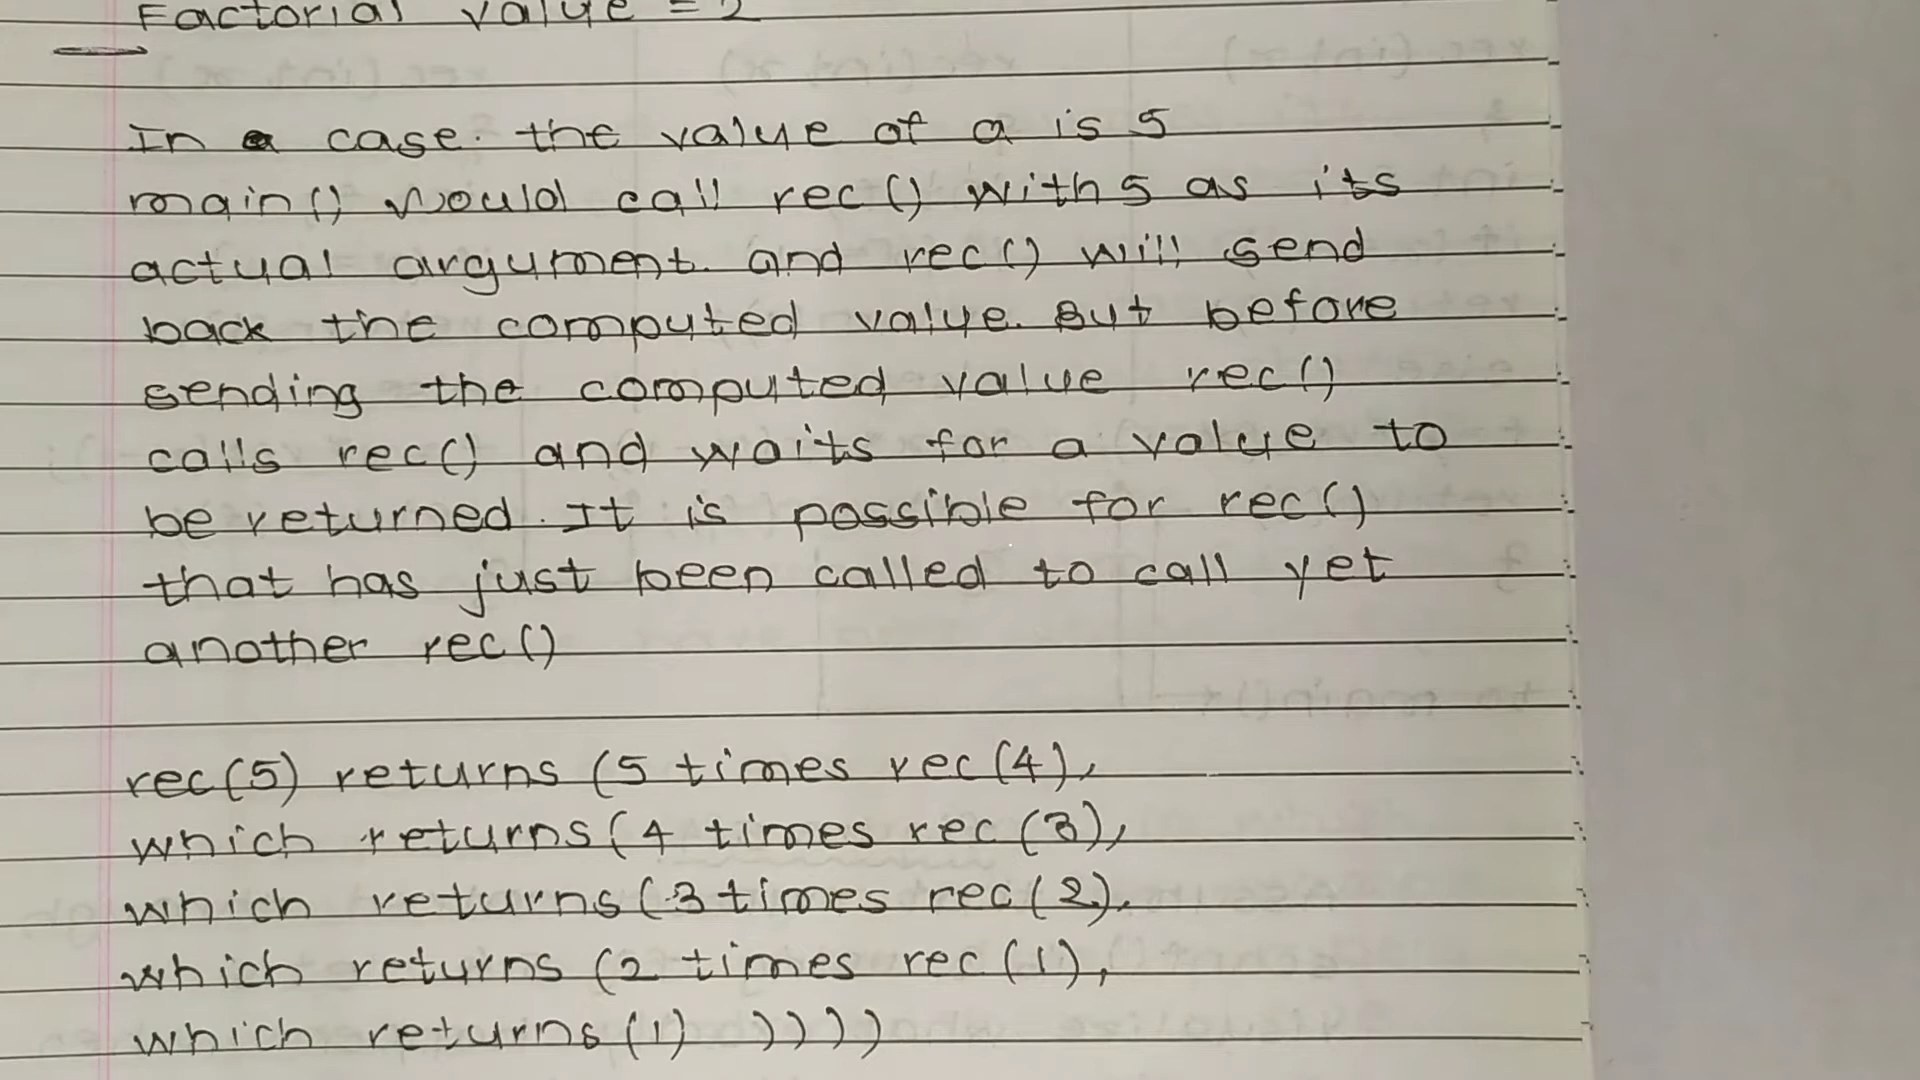 Factorial value = 2
In a case. the value of a is 5
main() would call rec() with 5 as its
actual argument. and rec() will send
back the computed value. But before
sending the computed value rec()
calls rec() and waits for a value to
be returned. It is possible for rec()
that has just been called to call yet
another rec()
rec(5) returns (5 times rec(4),
which returns (4 times rec(3),
which returns (3 times rec(2),
which returns (2 times rec(1),
which returns (1) ))))